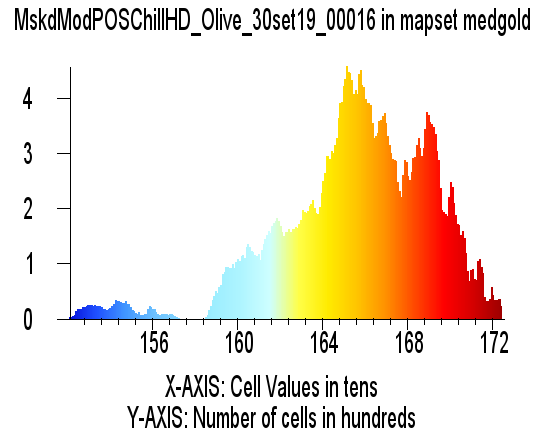 MskdModPOSChillHD_Olive_30set19_00016 in mapset medgold
4
3
2
1
0
156 160 164 168 172
X-AXIS: Cell Values in tens
Y-AXIS: Number of cells in hundreds